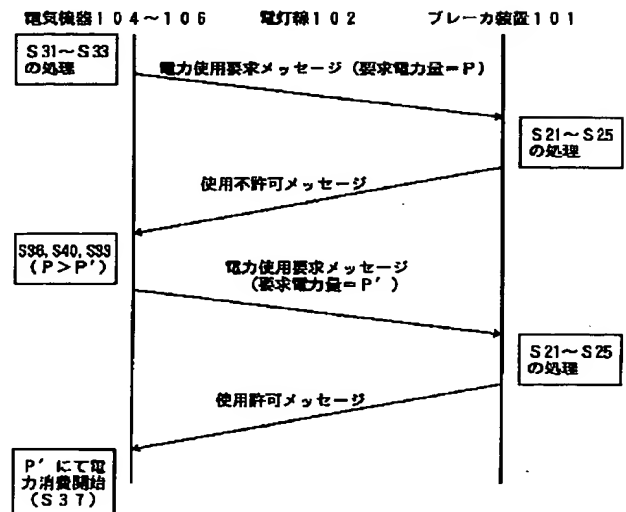 電気機器104～106 電灯線102 ブレーカ装置101
S31～S33
の処理
電力使用要求メッセージ（要求電力量＝P）
S21～S25
の処理
使用不許可メッセージ
S36,S40,S33
（P＞P′）
電力使用要求メッセージ
（要求電力量＝P′）
S21～S25
の処理
使用許可メッセージ
P′にて電
力消費開始
（S37）